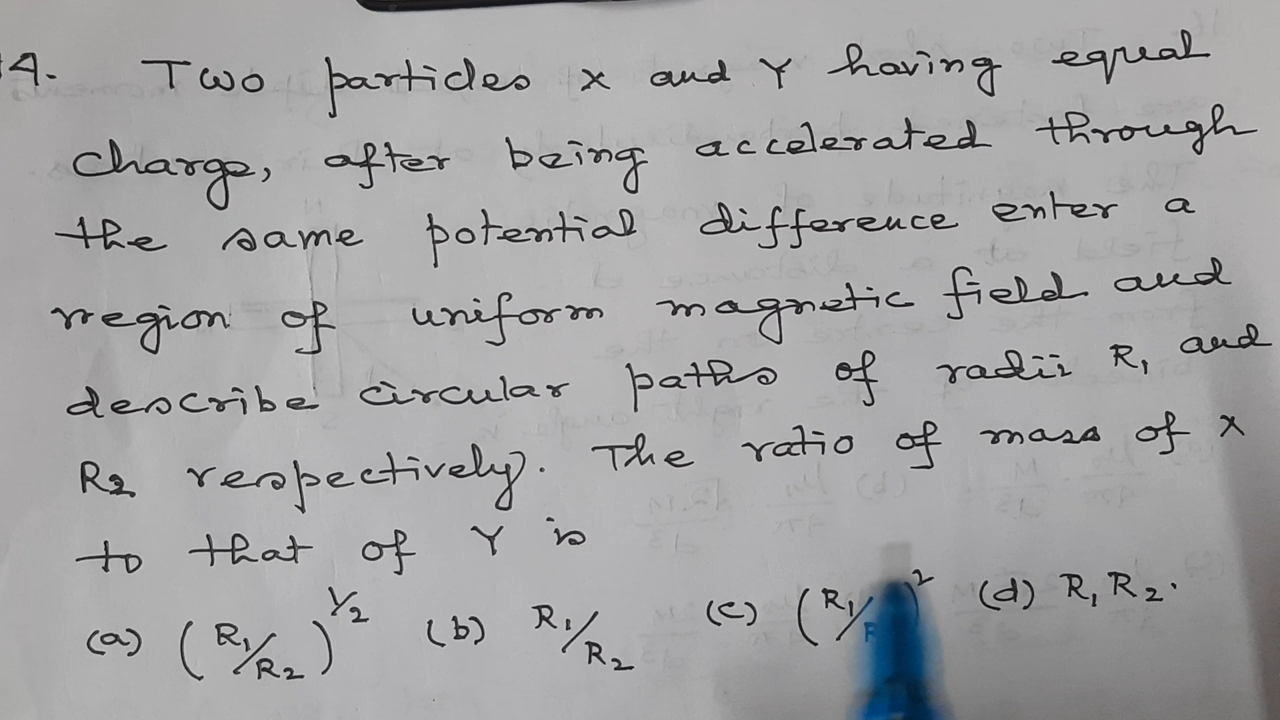 14. Two particles X and Y having equal
charge, after being accelerated through
the same potential difference enter a
region of uniform magnetic field and
describe circular paths of radii R₁ and
R₂ respectively. The ratio of mass of X
to that of Y is
(a) (R₁/R₂)^1/2 (b) R₁/R₂ (c) (R₁/R )² (d) R₁R₂.